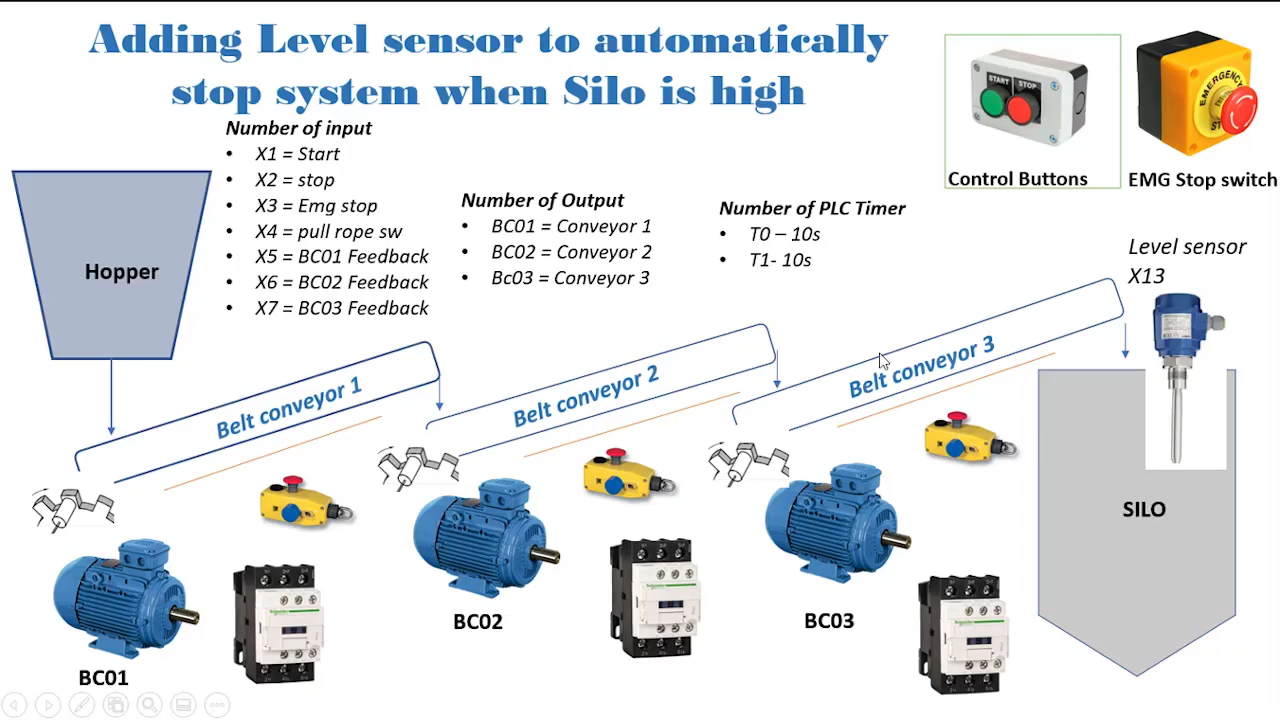 Adding Level sensor to automatically
stop system when Silo is high
Number of input
• X1 = Start
• X2 = stop
• X3 = Emg stop
• X4 = pull rope sw
• X5 = BC01 Feedback
• X6 = BC02 Feedback
• X7 = BC03 Feedback
Number of Output
• BC01 = Conveyor 1
• BC02 = Conveyor 2
• Bc03 = Conveyor 3
Number of PLC Timer
• T0 – 10s
• T1- 10s
START
STOP
Control Buttons
EMERGENCY
EMG Stop switch
Level sensor
X13
Hopper
Belt conveyor 1
Belt conveyor 2
Belt conveyor 3
SILO
BC01
BC02
BC03